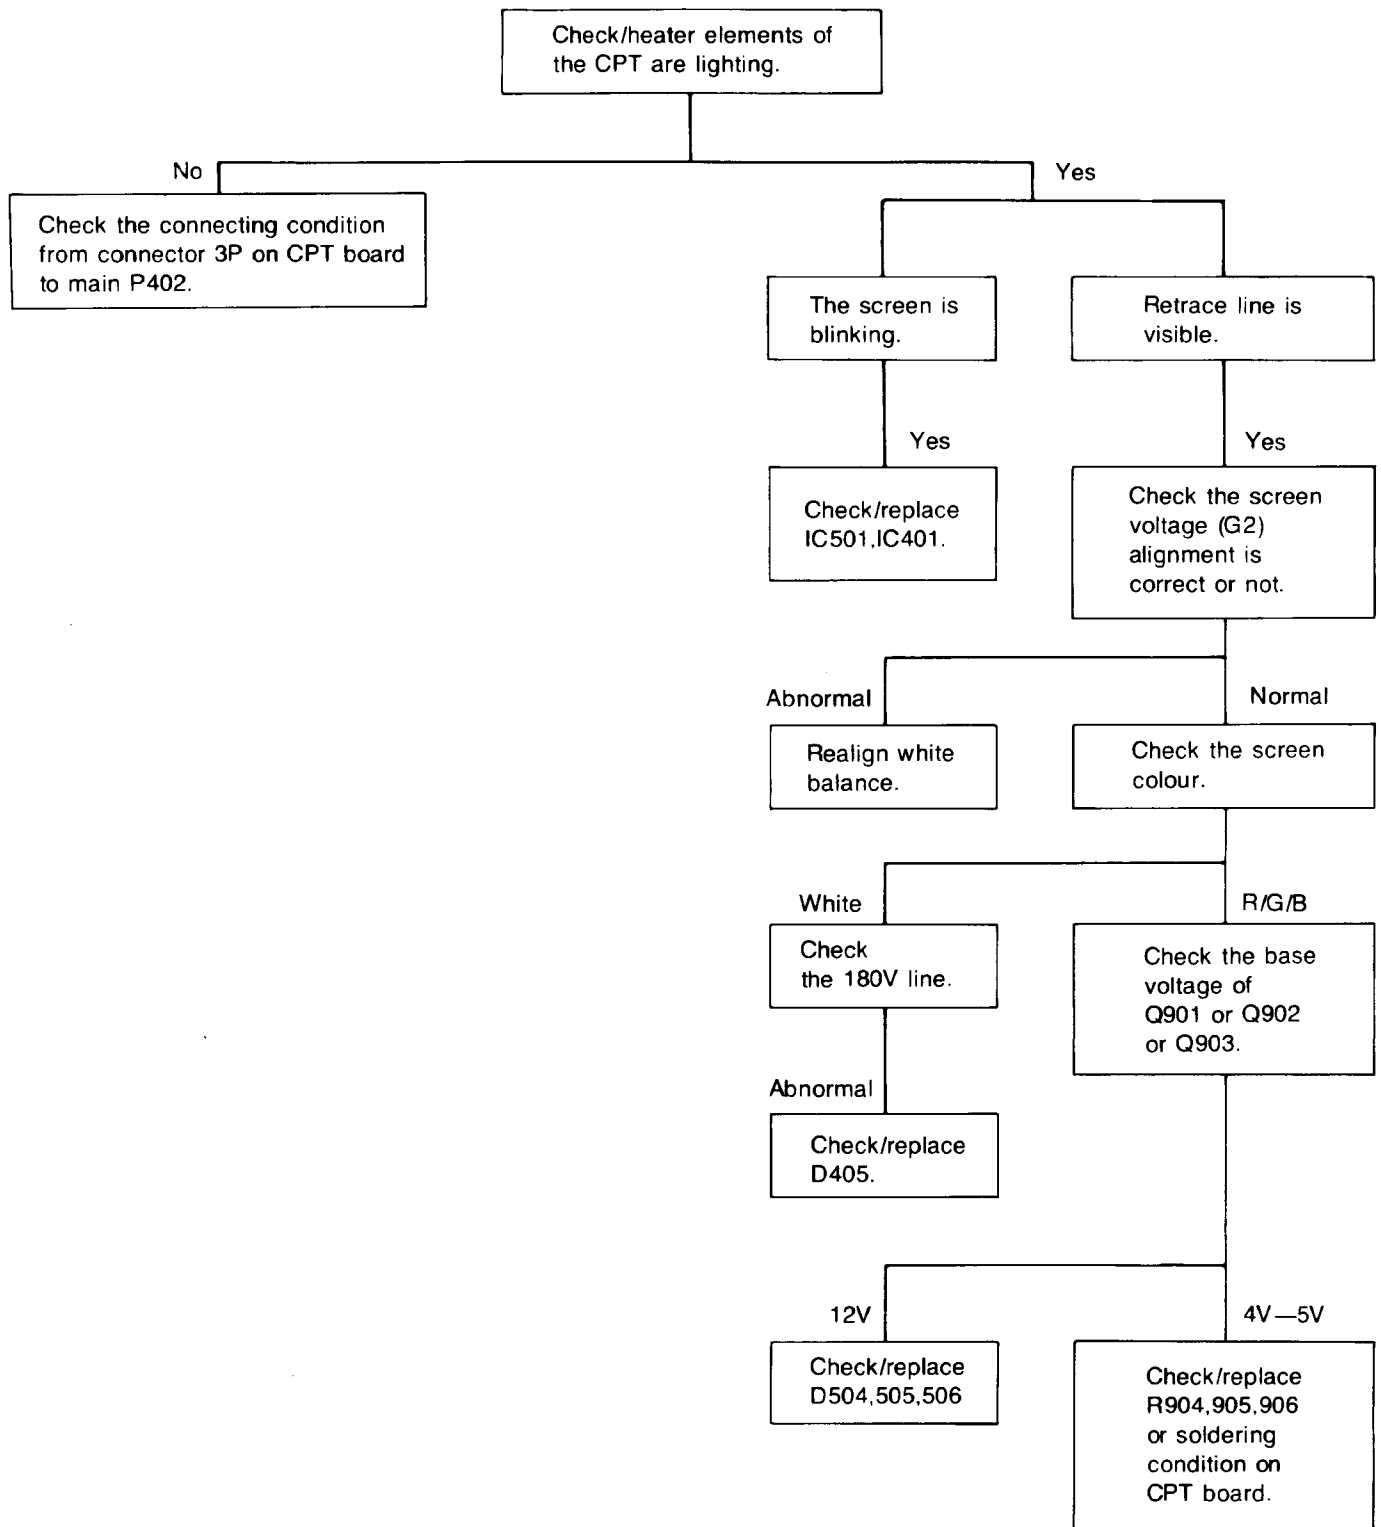 Check/heater elements of
the CPT are lighting.
No
Yes
Check the connecting condition
from connector 3P on CPT board
to main P402.
The screen is
blinking.
Retrace line is
visible.
Yes
Yes
Check/replace
IC501,IC401.
Check the screen
voltage (G2)
alignment is
correct or not.
Abnormal
Normal
Realign white
balance.
Check the screen
colour.
White
R/G/B
Check
the 180V line.
Check the base
voltage of
Q901 or Q902
or Q903.
Abnormal
Check/replace
D405.
12V
4V—5V
Check/replace
D504,505,506
Check/replace
R904,905,906
or soldering
condition on
CPT board.